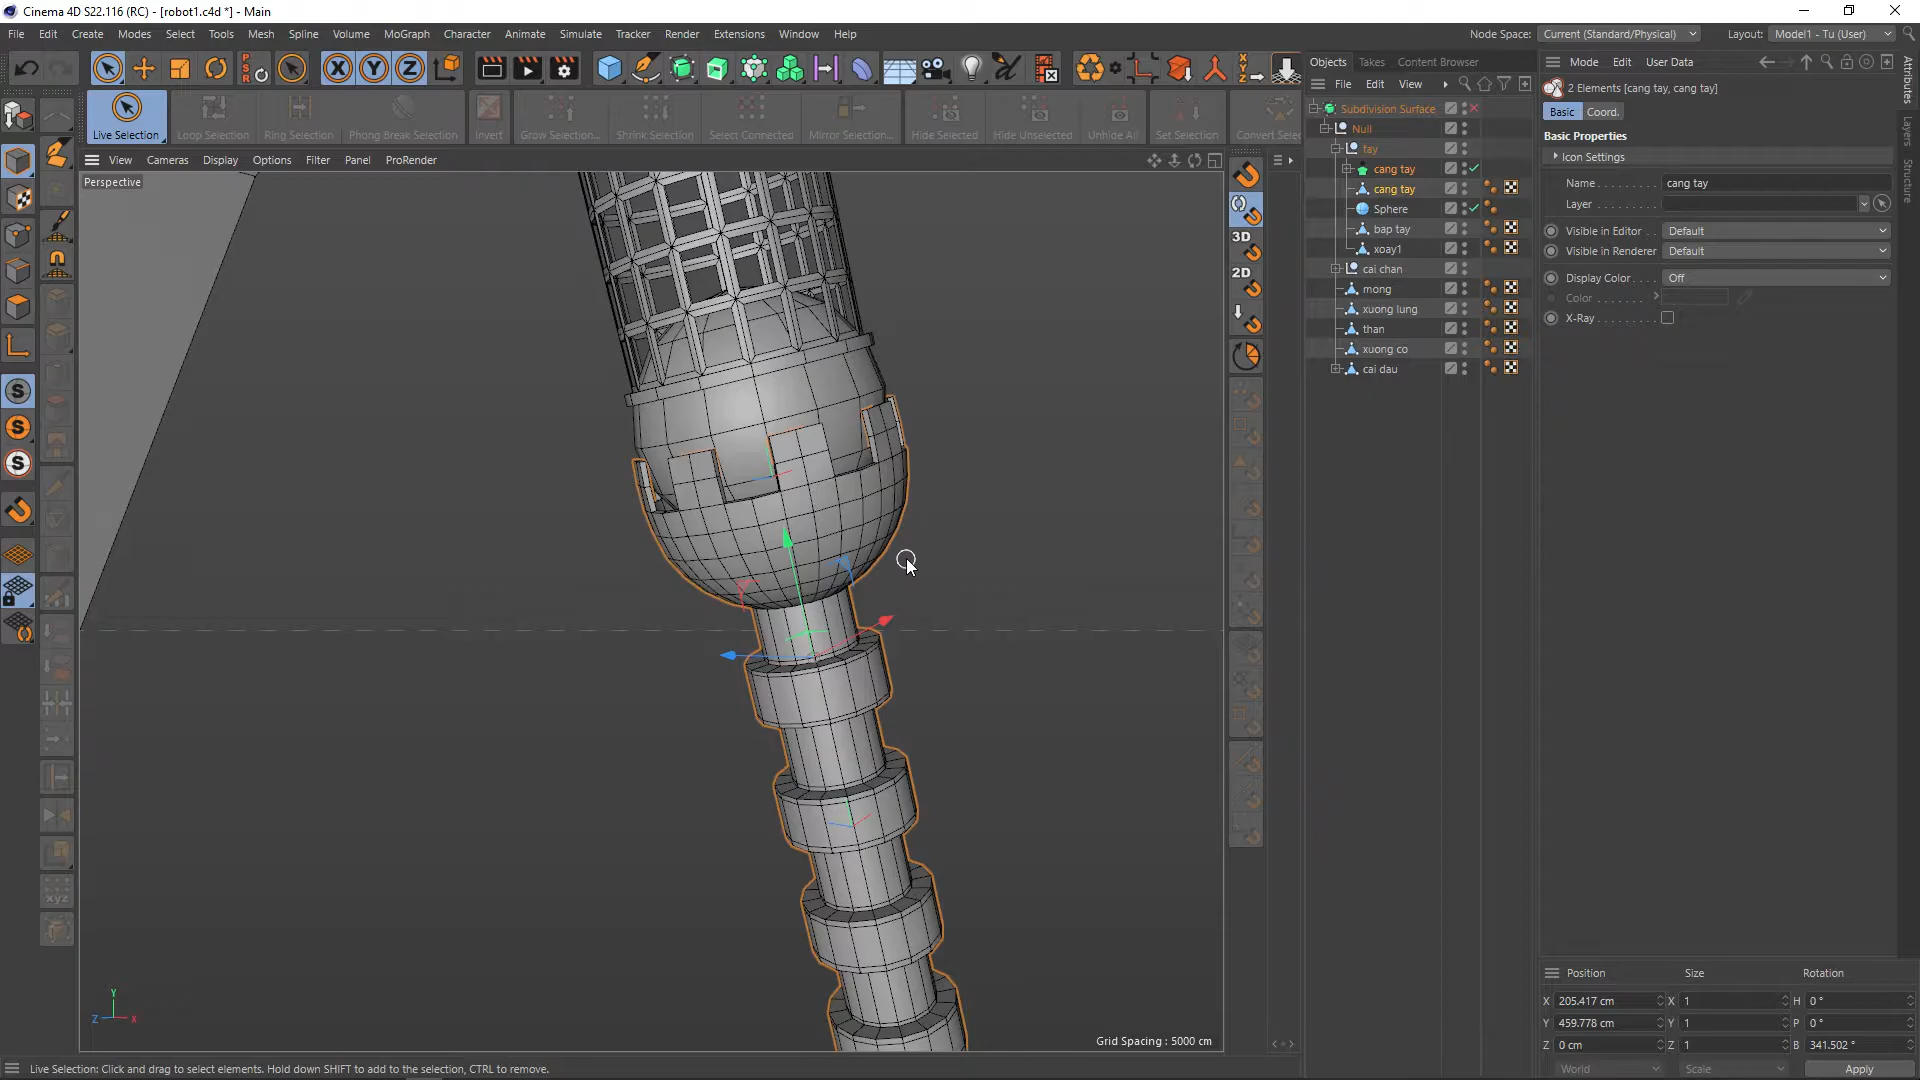 Cinema 4D S22.116 (RC) - [robot1.c4d *] - Main
File Edit Create Modes Select Tools Mesh Spline Volume MoGraph Character Animate Simulate Tracker Render Extensions Window Help
Node Space: Current (Standard/Physical) Layout: Model1 - Tu (User)
PSR
X Y Z
Live Selection Loop Selection Ring Selection Phong Break Selection Invert Grow Selection... Shrink Selection Select Connected Mirror Selection... Hide Selected Hide Unselected Unhide All Set Selection Convert Selec
View Cameras Display Options Filter Panel ProRender
Perspective
3D
2D
S
S
S
xyz
Y
Z X
Grid Spacing : 5000 cm
Objects Takes Content Browser
File Edit View
Subdivision Surface
Null
tay
cang tay
cang tay
Sphere
bap tay
xoay1
cai chan
mong
xuong lung
than
xuong co
cai dau
Mode Edit User Data
2 Elements [cang tay, cang tay]
Basic Coord.
Basic Properties
Icon Settings
Name . . . . . . . . . cang tay
Layer . . . . . . . . .
Visible in Editor . . Default
Visible in Renderer Default
Display Color . . . . Off
Color . . . . . . . .
X-Ray . . . . . . . . .
Attributes
Layers
Structure
Position Size Rotation
X 205.417 cm X 1 H 0 °
Y 459.778 cm Y 1 P 0 °
Z 0 cm Z 1 B 341.502 °
World Scale Apply
Live Selection: Click and drag to select elements. Hold down SHIFT to add to the selection, CTRL to remove.